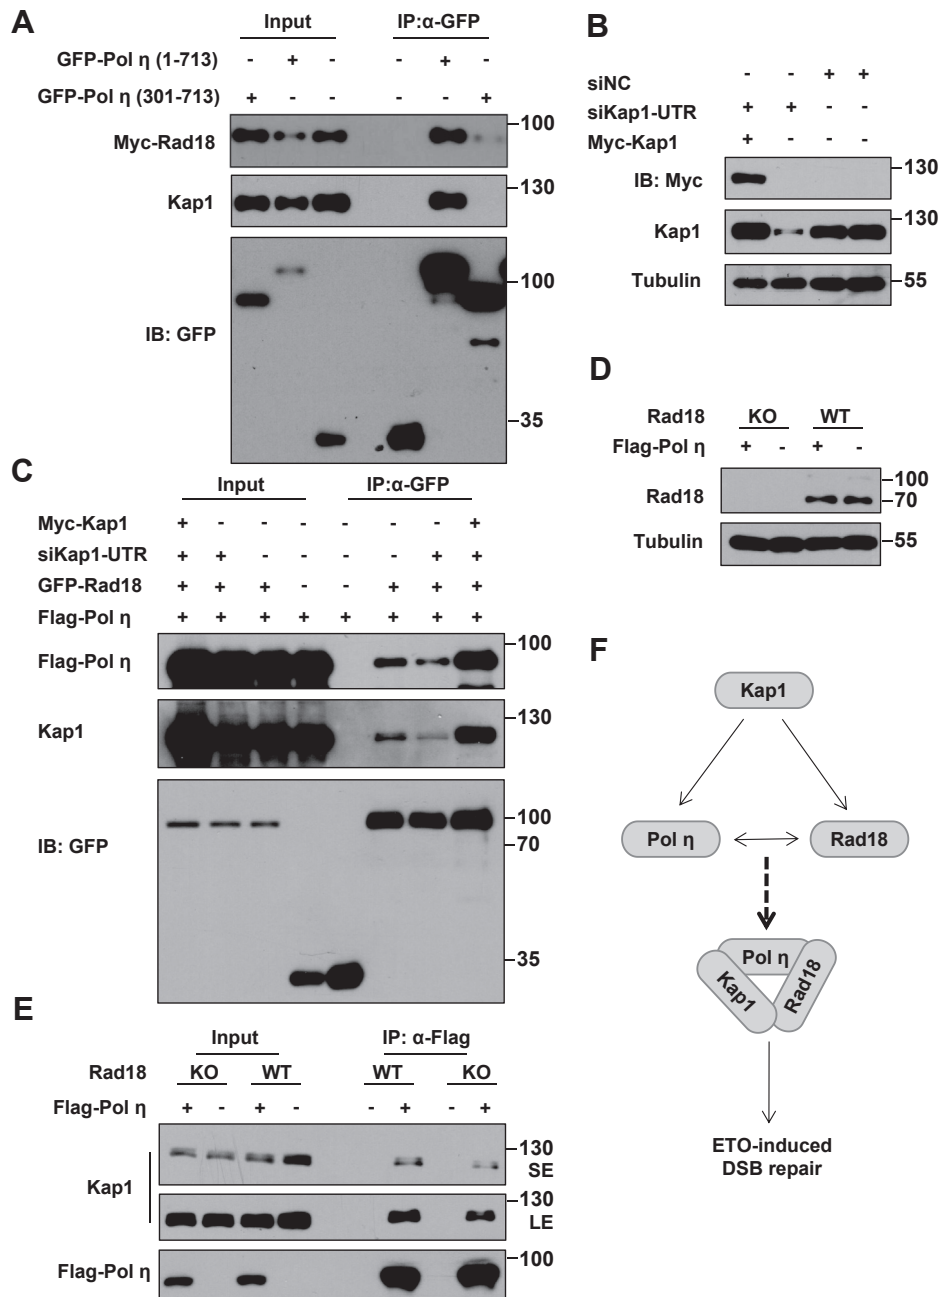 A
Input IP:α-GFP
GFP-Pol η (1-713) - + - - + -
GFP-Pol η (301-713) + - - - - +
Myc-Rad18 100
Kap1 130
IB: GFP 100
35
B
siNC - - + +
siKap1-UTR + + - -
Myc-Kap1 + - - -
IB: Myc 130
Kap1 130
Tubulin 55
C
Input IP:α-GFP
Myc-Kap1 + - - - - - - +
siKap1-UTR + + - - - - + +
GFP-Rad18 + + + - - + + +
Flag-Pol η + + + + + + + +
Flag-Pol η 100
Kap1 130
IB: GFP 100
70
35
D
Rad18 KO WT
Flag-Pol η + - + -
Rad18 100
70
Tubulin 55
E
Input IP: α-Flag
Rad18 KO WT WT KO
Flag-Pol η + - + - - + - +
Kap1 130
SE
130
LE
Flag-Pol η 100
F
Kap1
Pol η Rad18
Pol η
Kap1 Rad18
ETO-induced
DSB repair